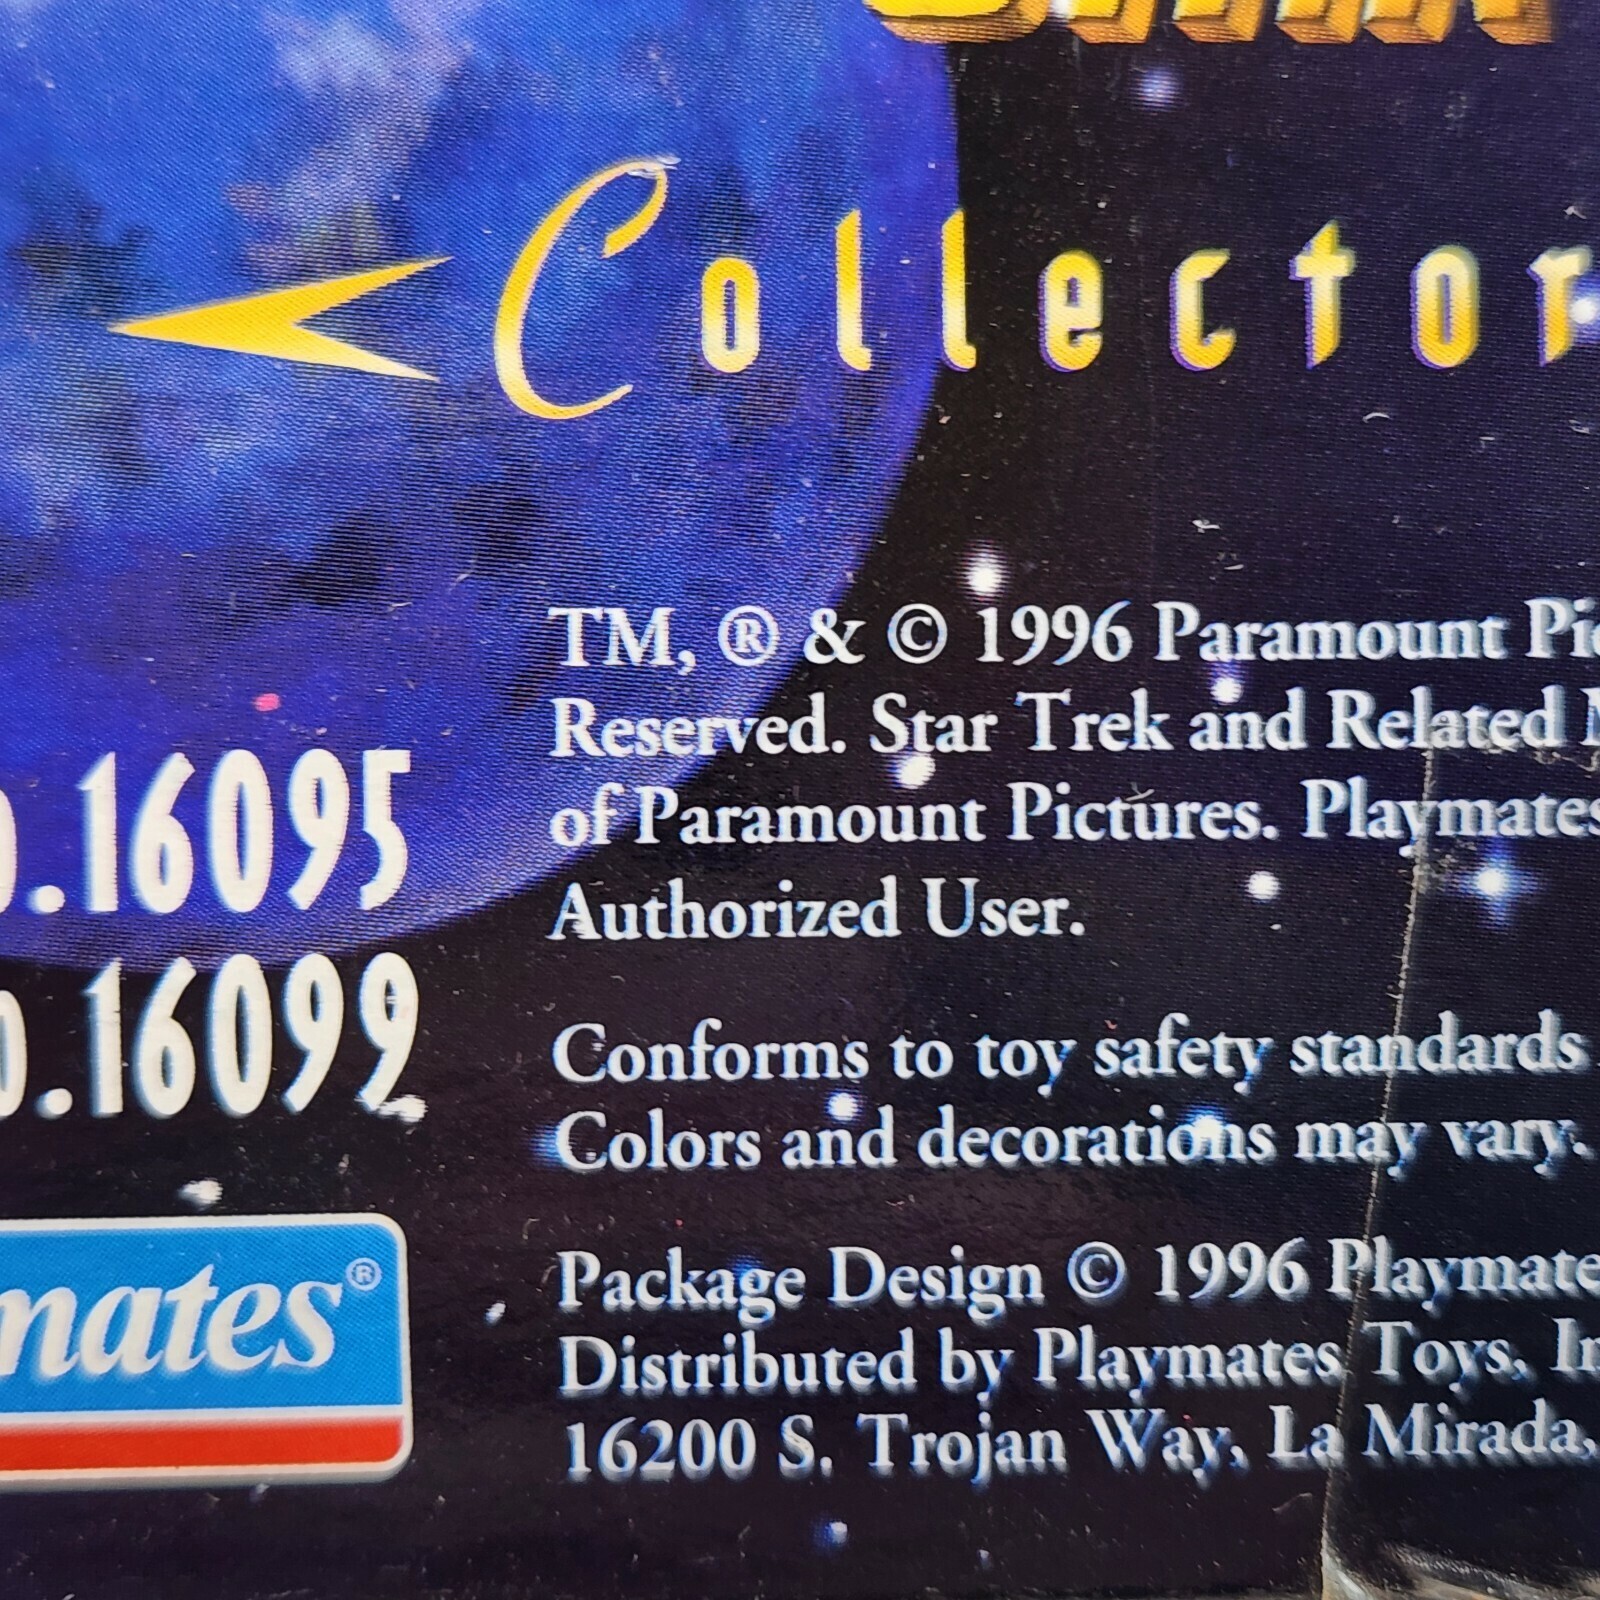 Collector
TM, ® & © 1996 Paramount
Reserved. Star Trek and Related
of Paramount Pictures. Playmates
Authorized User.
.16095
.16099
Conforms to toy safety standards
Colors and decorations may vary.
mates®
Package Design © 1996 Playmate
Distributed by Playmates Toys,
16200 S. Trojan Way, La Mirada,